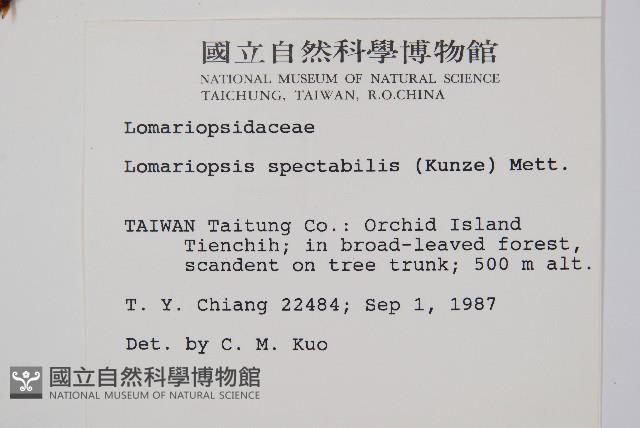 國立自然科學博物館
NATIONAL MUSEUM OF NATURAL SCIENCE
TAICHUNG, TAIWAN, R.O.CHINA
Lomariopsidaceae
Lomariopsis spectabilis (Kunze) Mett.
TAIWAN Taitung Co.: Orchid Island
Tienchih; in broad-leaved forest,
scandent on tree trunk; 500 m alt.
T. Y. Chiang 22484; Sep 1, 1987
Det. by C. M. Kuo
國立自然科學博物館
NATIONAL MUSEUM OF NATURAL SCIENCE